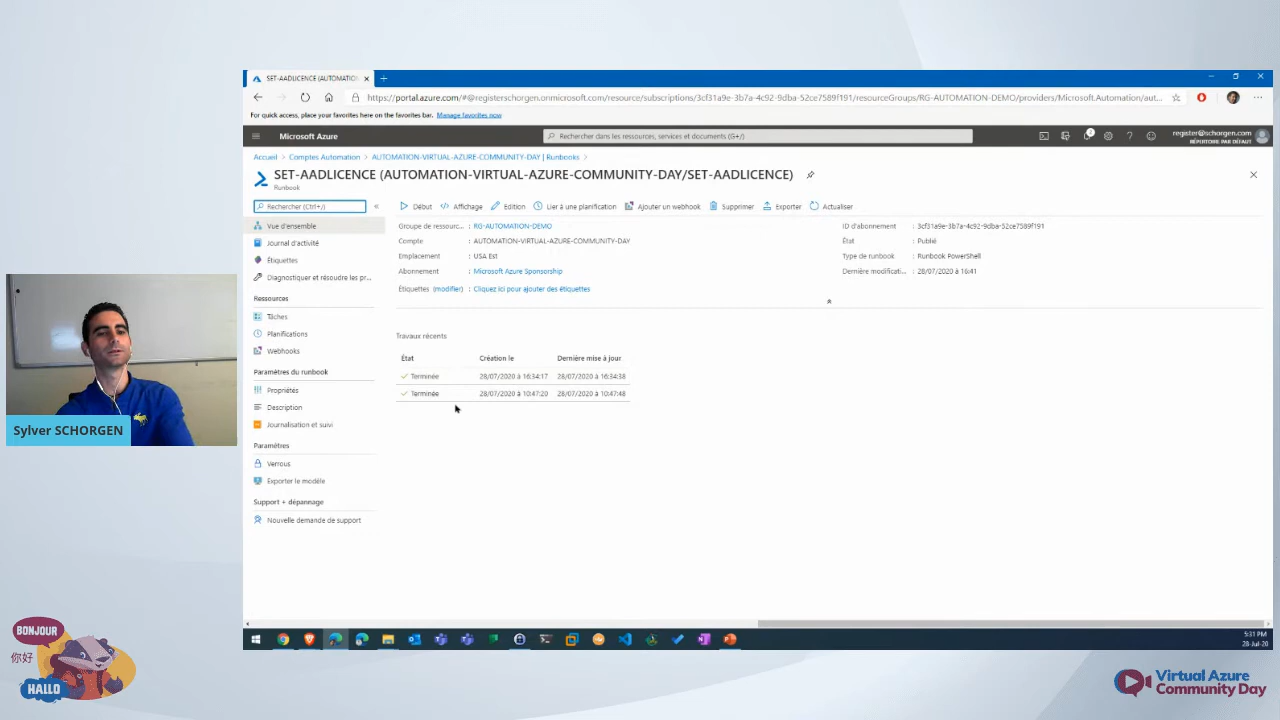 SET-AADLICENCE (AUTOMATION
https://portal.azure.com/#@registerschorgen.onmicrosoft.com/resource/subscriptions/3cf31a9e-3b7a-4c92-9dba-52ce7589f191/resourceGroups/RG-AUTOMATION-DEMO/providers/Microsoft.Automation/aut...
For quick access, place your favorites here on the favorites bar. Manage favorites now
Microsoft Azure
Rechercher dans les ressources, services et documents (G+/)
register@schorgen.com
RÉPERTOIRE PAR DÉFAUT
Accueil > Comptes Automation > AUTOMATION-VIRTUAL-AZURE-COMMUNITY-DAY | Runbooks >
SET-AADLICENCE (AUTOMATION-VIRTUAL-AZURE-COMMUNITY-DAY/SET-AADLICENCE)
Runbook
Rechercher (Ctrl+/)
Début Affichage Edition Lier à une planification Ajouter un webhook Supprimer Exporter Actualiser
Vue d'ensemble
Journal d'activité
Étiquettes
Diagnostiquer et résoudre les pr...
Ressources
Tâches
Planifications
Webhooks
Paramètres du runbook
Propriétés
Description
Journalisation et suivi
Paramètres
Verrous
Exporter le modèle
Support + dépannage
Nouvelle demande de support
Groupe de ressourc... : RG-AUTOMATION-DEMO
Compte : AUTOMATION-VIRTUAL-AZURE-COMMUNITY-DAY
Emplacement : USA Est
Abonnement : Microsoft Azure Sponsorship
Étiquettes (modifier) : Cliquez ici pour ajouter des étiquettes
ID d'abonnement : 3cf31a9e-3b7a-4c92-9dba-52ce7589f191
État : Publié
Type de runbook : Runbook PowerShell
Dernière modificati... : 28/07/2020 à 16:41
Travaux récents
État Création le Dernière mise à jour
Terminée 28/07/2020 à 16:34:17 28/07/2020 à 16:34:38
Terminée 28/07/2020 à 10:47:20 28/07/2020 à 10:47:48
Sylver SCHORGEN
5:31 PM
28-Jul-20
BONJOUR
你好
HALLO
Virtual Azure
Community Day